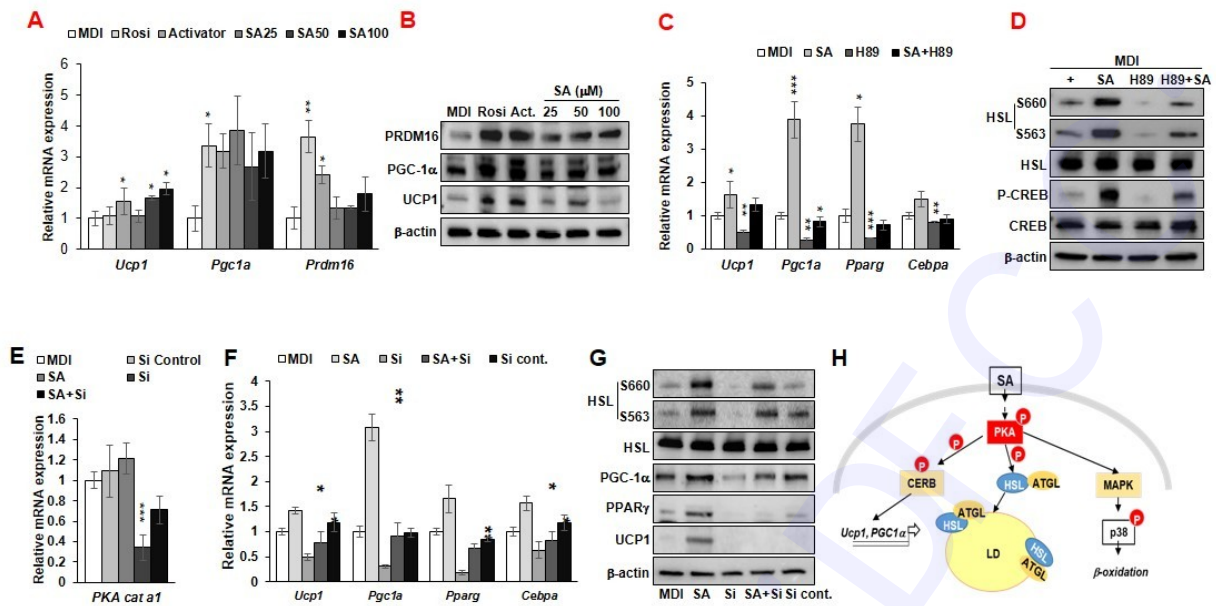 A
MDI Rosi Activator SA25 SA50 SA100
Relative mRNA expression
6
5
4
3
2
1
0
*
*
*
*
**
*
Ucp1 Pgc1a Prdm16
B
SA (µM)
MDI Rosi Act. 25 50 100
PRDM16
PGC-1α
UCP1
β-actin
C
MDI SA H89 SA+H89
Relative mRNA expression
5
4
3
2
1
0
*
**
***
**
*
*
***
**
Ucp1 Pgc1a Pparg Cebpa
D
MDI
+ SA H89 H89+SA
HSL
S660
S563
HSL
P-CREB
CREB
β-actin
E
MDI Si Control
SA Si
SA+Si
Relative mRNA expression
1.6
1.4
1.2
1
0.8
0.6
0.4
0.2
0
***
PKA cat a1
F
MDI SA Si SA+Si Si cont.
Relative mRNA expression
4
3.5
3
2.5
2
1.5
1
0.5
0
*
**
**
*
Ucp1 Pgc1a Pparg Cebpa
G
HSL
S660
S563
HSL
PGC-1α
PPARγ
UCP1
β-actin
MDI SA Si SA+Si Si cont.
H
SA
P
PKA
P
P
P
CERB
HSL
ATGL
MAPK
Ucp1, PGC1α
ATGL
HSL
LD
HSL
ATGL
P
p38
β-oxidation
DEC